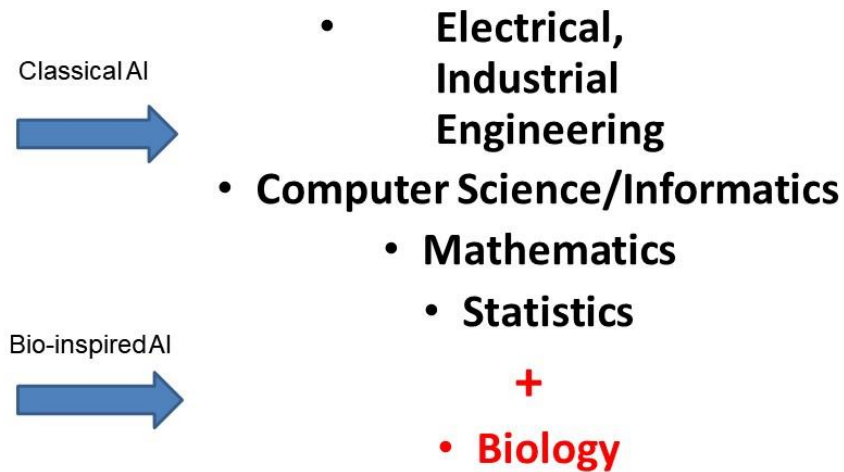 Classical AI
• Electrical,
Industrial
Engineering
• Computer Science/Informatics
• Mathematics
• Statistics
Bio-inspired AI
+
• Biology